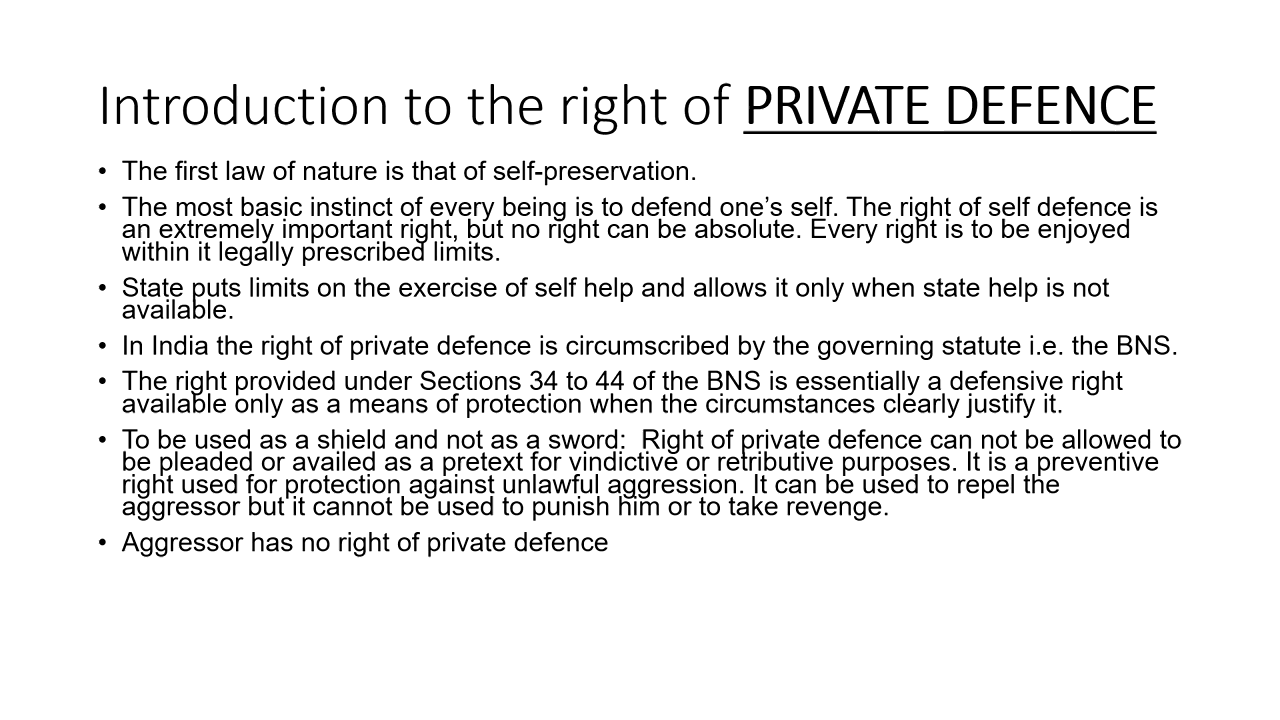 Introduction to the right of PRIVATE DEFENCE
• The first law of nature is that of self-preservation.
• The most basic instinct of every being is to defend one’s self. The right of self defence is
an extremely important right, but no right can be absolute. Every right is to be enjoyed
within it legally prescribed limits.
• State puts limits on the exercise of self help and allows it only when state help is not
available.
• In India the right of private defence is circumscribed by the governing statute i.e. the BNS.
• The right provided under Sections 34 to 44 of the BNS is essentially a defensive right
available only as a means of protection when the circumstances clearly justify it.
• To be used as a shield and not as a sword:  Right of private defence can not be allowed to
be pleaded or availed as a pretext for vindictive or retributive purposes. It is a preventive
right used for protection against unlawful aggression. It can be used to repel the
aggressor but it cannot be used to punish him or to take revenge.
• Aggressor has no right of private defence